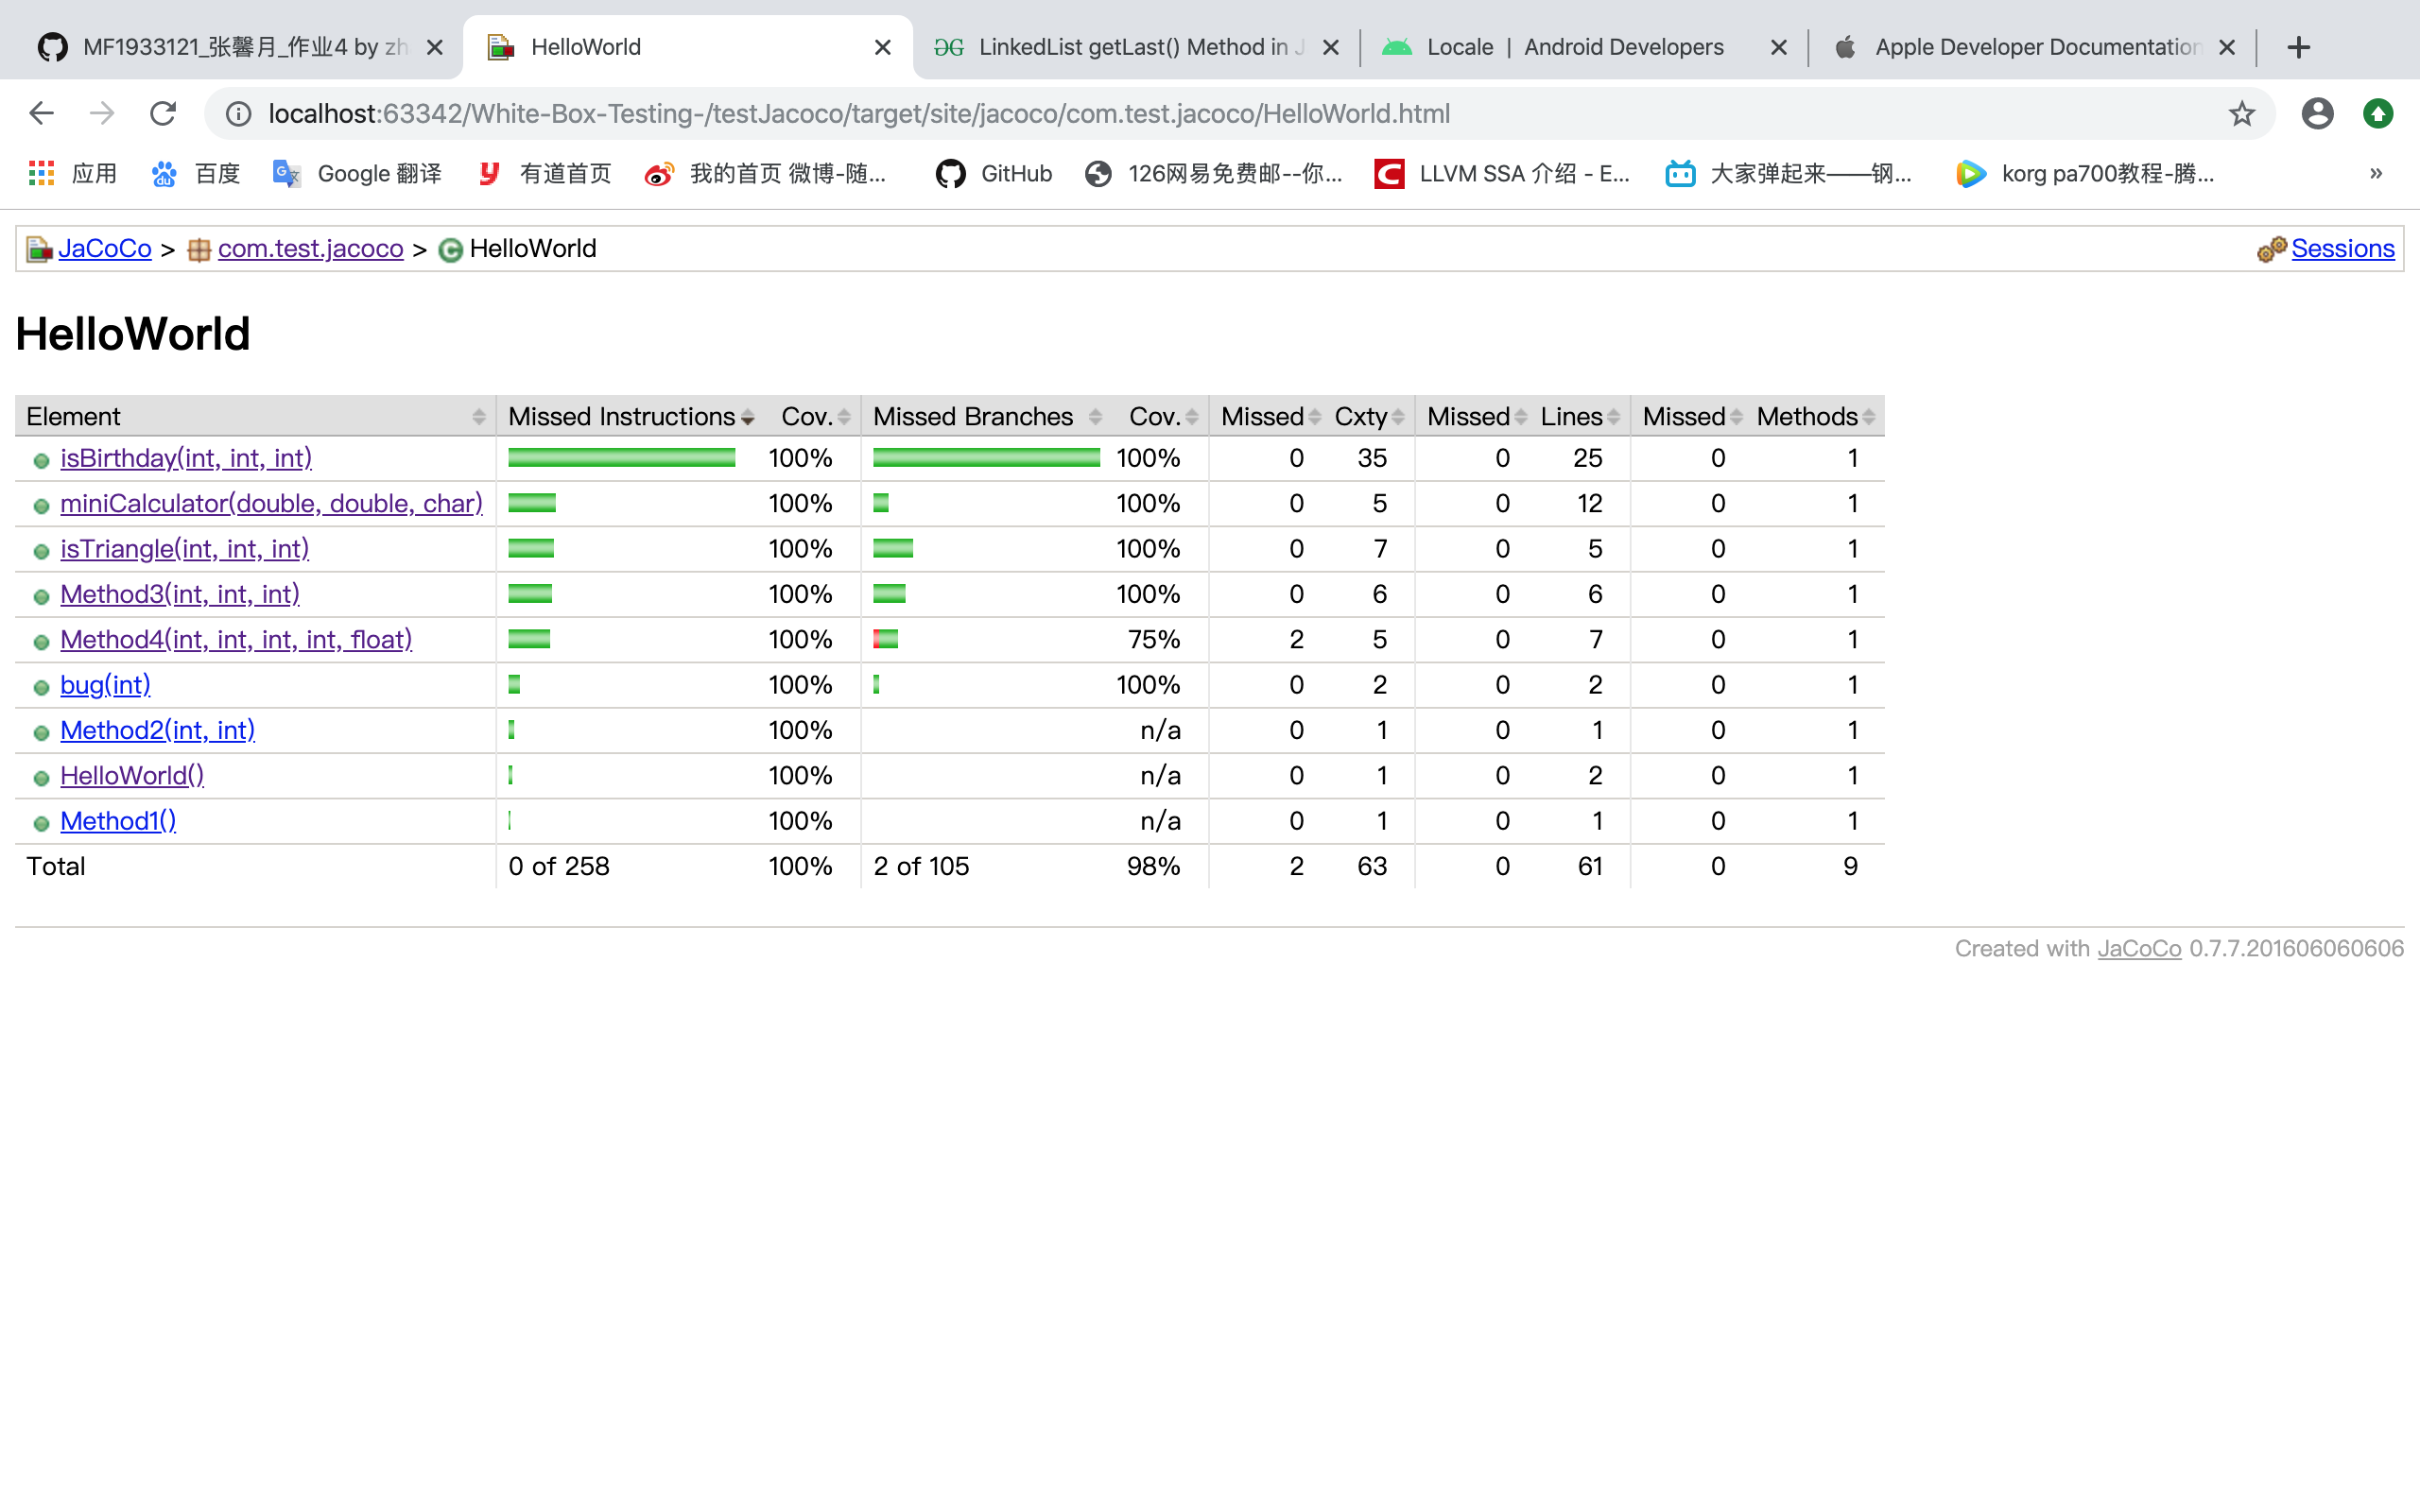 MF1933121_张馨月_作业4 by zh
HelloWorld
LinkedList getLast() Method in J
Locale | Android Developers
Apple Developer Documentation
localhost:63342/White-Box-Testing-/testJacoco/target/site/jacoco/com.test.jacoco/HelloWorld.html
应用 百度 Google 翻译 有道首页 我的首页 微博-随... GitHub 126网易免费邮--你... LLVM SSA 介绍 - E... 大家弹起来——钢... korg pa700教程-腾... »
JaCoCo > com.test.jacoco > HelloWorld Sessions
HelloWorld
Element Missed Instructions Cov. Missed Branches Cov. Missed Cxty Missed Lines Missed Methods
isBirthday(int, int, int) 100% 100% 0 35 0 25 0 1
miniCalculator(double, double, char) 100% 100% 0 5 0 12 0 1
isTriangle(int, int, int) 100% 100% 0 7 0 5 0 1
Method3(int, int, int) 100% 100% 0 6 0 6 0 1
Method4(int, int, int, int, float) 100% 75% 2 5 0 7 0 1
bug(int) 100% 100% 0 2 0 2 0 1
Method2(int, int) 100% n/a 0 1 0 1 0 1
HelloWorld() 100% n/a 0 1 0 2 0 1
Method1() 100% n/a 0 1 0 1 0 1
Total 0 of 258 100% 2 of 105 98% 2 63 0 61 0 9
Created with JaCoCo 0.7.7.201606060606